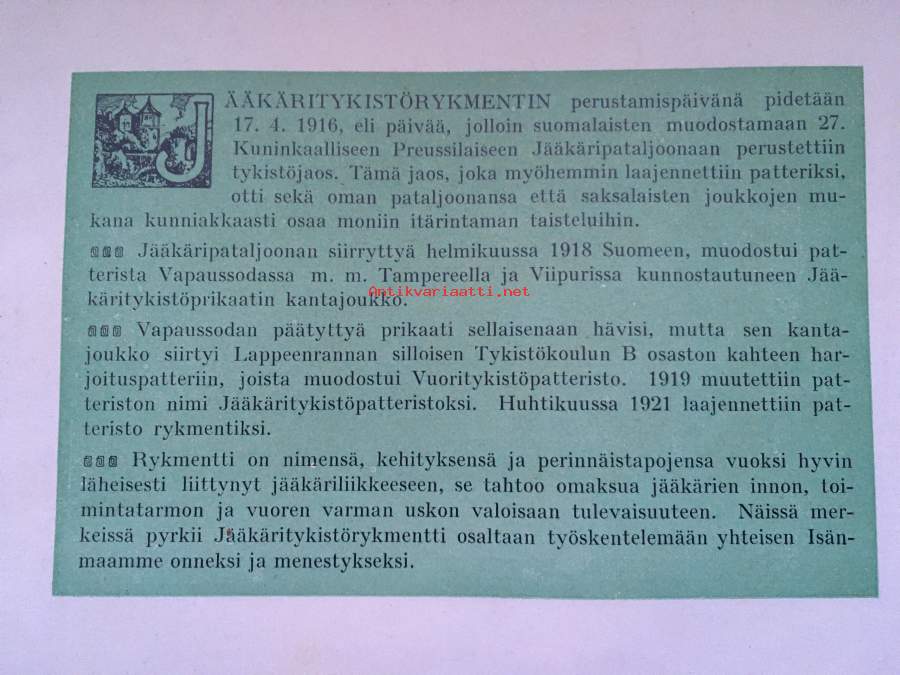 JÄÄKÄRITYKISTÖRYKMENTIN perustamispäivänä pidetään
17. 4. 1916, eli päivää, jolloin suomalaisten muodostamaan 27.
Kuninkaalliseen Preussilaiseen Jääkäripataljoonaan perustettiin
tykistöjaos. Tämä jaos, joka myöhemmin laajennettiin patteriksi,
otti sekä oman pataljoonansa että saksalaisten joukkojen mu-
kana kunniakkaasti osaa moniin itärintaman taisteluihin.
Jääkäripataljoonan siirryttyä helmikuussa 1918 Suomeen, muodostui pat-
terista Vapaussodassa m. m. Tampereella ja Viipurissa kunnostautuneen Jää-
käritykistöprikaatin kantajoukko.
Antikvariaatti.net
Vapaussodan päätyttyä prikaati sellaisenaan hävisi, mutta sen kanta-
joukko siirtyi Lappeenrannan silloisen Tykistökoulun B osaston kahteen har-
joituspatteriin, joista muodostui Vuoritykistöpatteristo. 1919 muutettiin pat-
teriston nimi Jääkäritykistöpatteristoksi. Huhtikuussa 1921 laajennettiin pat-
teristo rykmentiksi.
Rykmentti on nimensä, kehityksensä ja perinnäistapojensa vuoksi hyvin
läheisesti liittynyt jääkäriliikkeeseen, se tahtoo omaksua jääkärien innon, toi-
mintatarmon ja vuoren varman uskon valoisaan tulevaisuuteen. Näissä mer-
keissä pyrkii Jääkäritykistörykmentti osaltaan työskentelemään yhteisen Isän-
maamme onneksi ja menestykseksi.